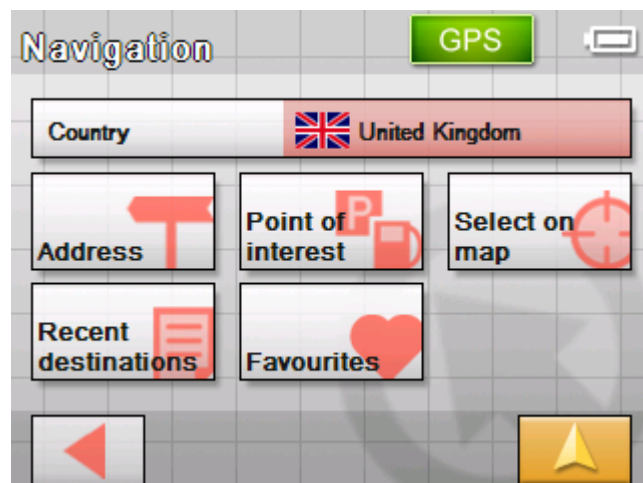 Navigation
GPS
Country
United Kingdom
Address
Point of
interest
P
Select on
map
Recent
destinations
Favourites